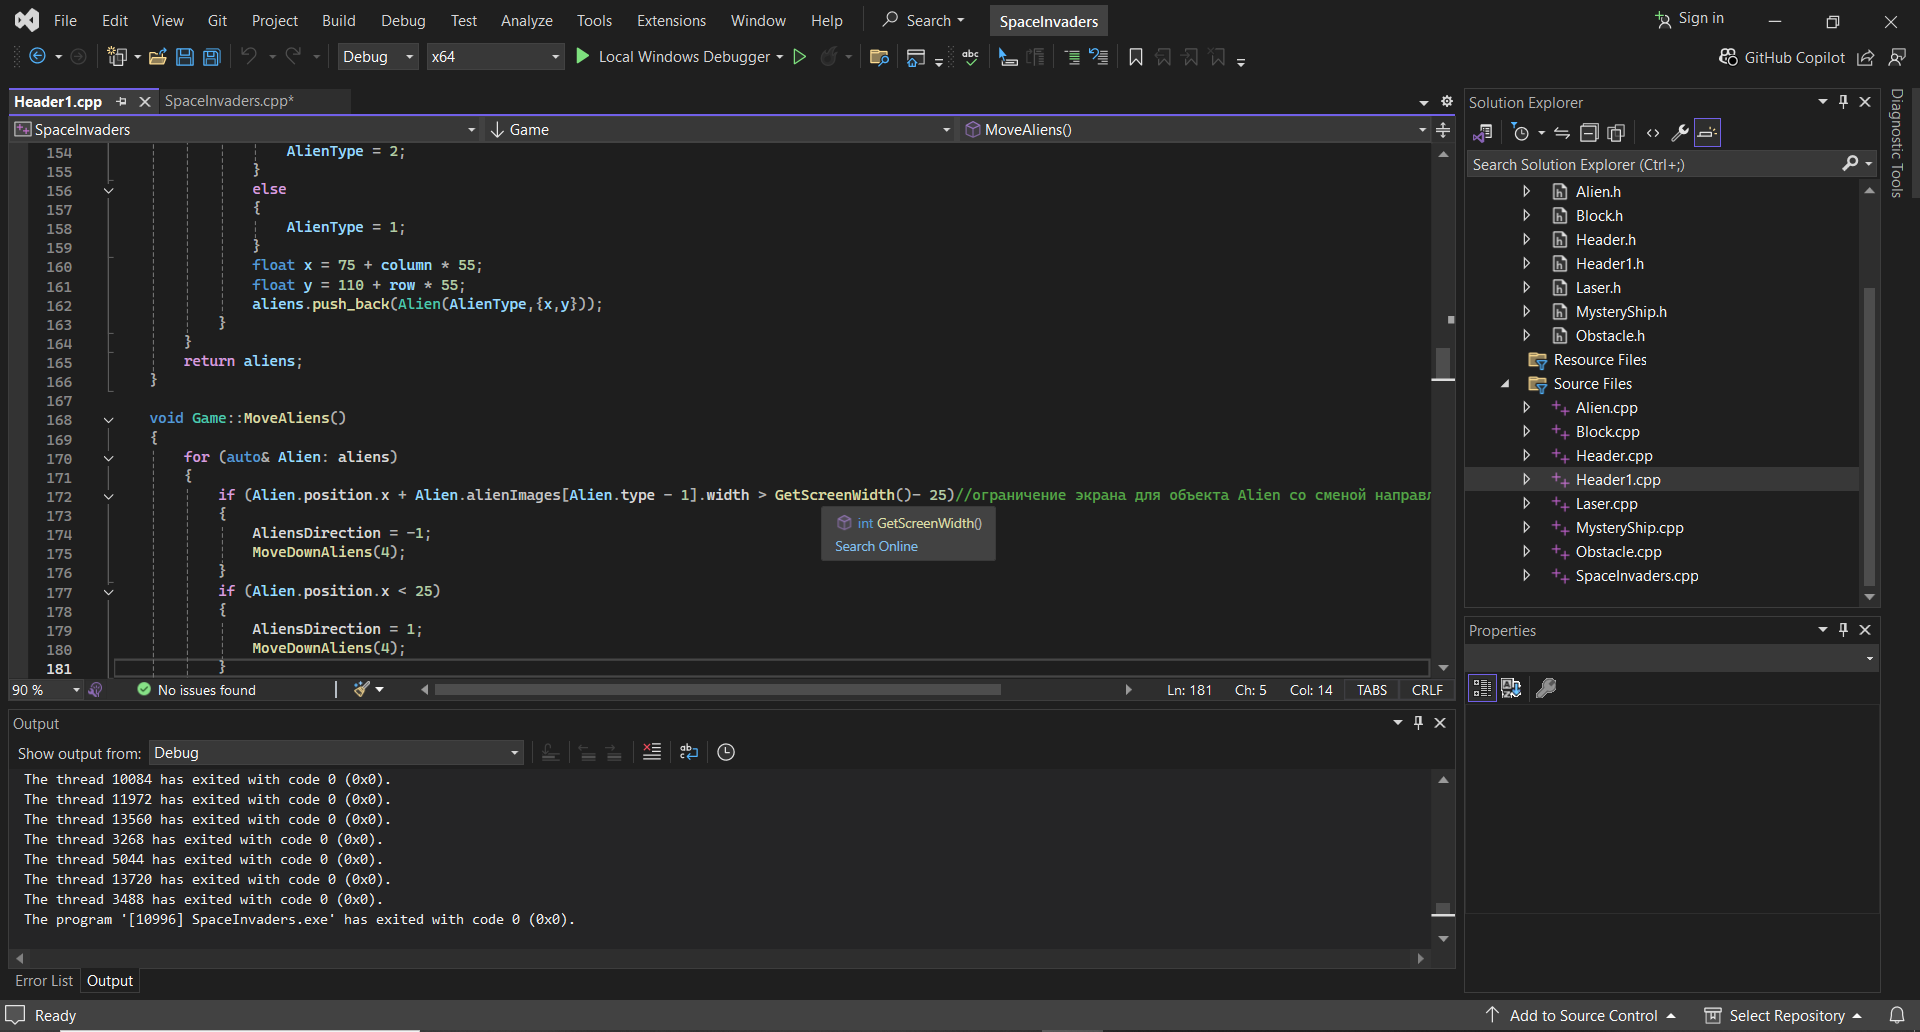 File Edit View Git Project Build Debug Test Analyze Tools Extensions Window Help Search SpaceInvaders Sign in
Debug x64 Local Windows Debugger abc GitHub Copilot
Header1.cpp SpaceInvaders.cpp*
SpaceInvaders Game MoveAliens()
154 AlienType = 2;
155 }
156 else
157 {
158 AlienType = 1;
159 }
160 float x = 75 + column * 55;
161 float y = 110 + row * 55;
162 aliens.push_back(Alien(AlienType,{x,y}));
163 }
164 }
165 return aliens;
166 }
167
168 void Game::MoveAliens()
169 {
170 for (auto& Alien: aliens)
171 {
172 if (Alien.position.x + Alien.alienImages[Alien.type - 1].width > GetScreenWidth()- 25)//ограничение экрана для объекта Alien со сменой направл
173 {
174 AliensDirection = -1;
175 MoveDownAliens(4);
176 }
177 if (Alien.position.x < 25)
178 {
179 AliensDirection = 1;
180 MoveDownAliens(4);
181 }
int GetScreenWidth()
Search Online
90 % No issues found Ln: 181 Ch: 5 Col: 14 TABS CRLF
Output
Show output from: Debug
The thread 10084 has exited with code 0 (0x0).
The thread 11972 has exited with code 0 (0x0).
The thread 13560 has exited with code 0 (0x0).
The thread 3268 has exited with code 0 (0x0).
The thread 5044 has exited with code 0 (0x0).
The thread 13720 has exited with code 0 (0x0).
The thread 3488 has exited with code 0 (0x0).
The program '[10996] SpaceInvaders.exe' has exited with code 0 (0x0).
Error List Output
Solution Explorer
Search Solution Explorer (Ctrl+;)
Alien.h
Block.h
Header.h
Header1.h
Laser.h
MysteryShip.h
Obstacle.h
Resource Files
Source Files
Alien.cpp
Block.cpp
Header.cpp
Header1.cpp
Laser.cpp
MysteryShip.cpp
Obstacle.cpp
SpaceInvaders.cpp
Properties
Diagnostic Tools
Ready Add to Source Control Select Repository